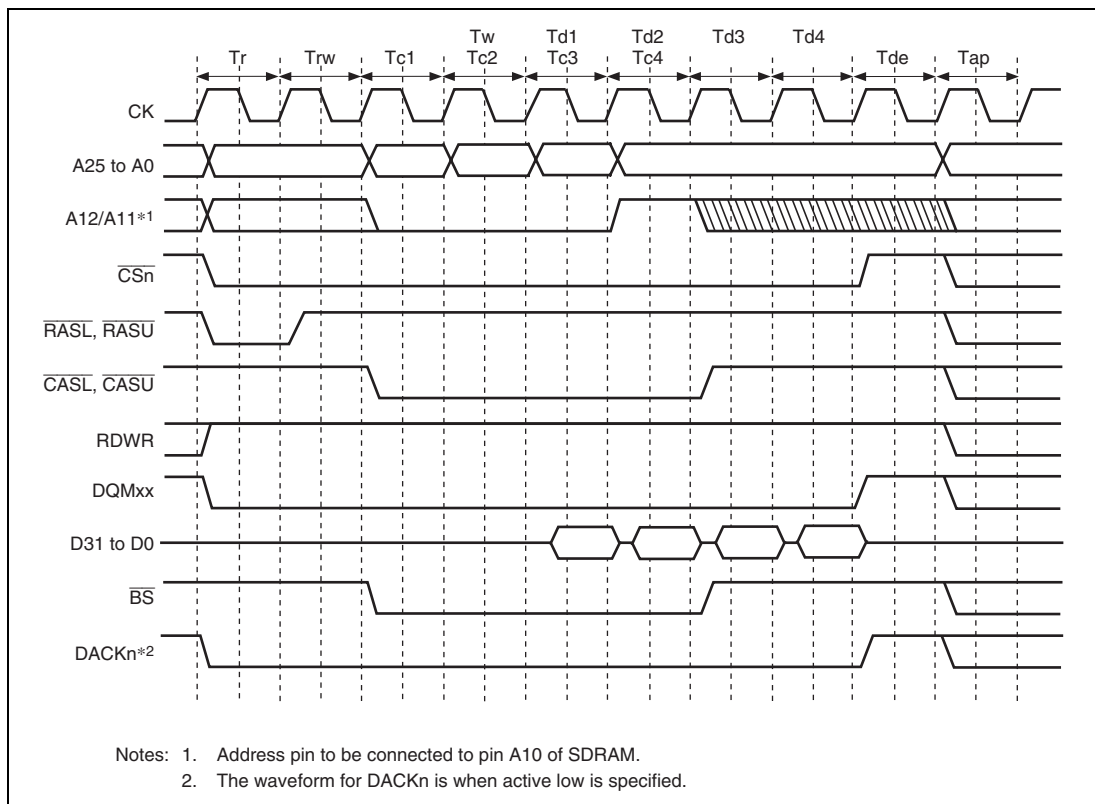 Tw Td1 Td2 Td3 Td4
Tr Trw Tc1 Tc2 Tc3 Tc4 Tde Tap
CK
A25 to A0
A12/A11*1
CSn
RASL, RASU
CASL, CASU
RDWR
DQMxx
D31 to D0
BS
DACKn*2
Notes: 1. Address pin to be connected to pin A10 of SDRAM.
2. The waveform for DACKn is when active low is specified.